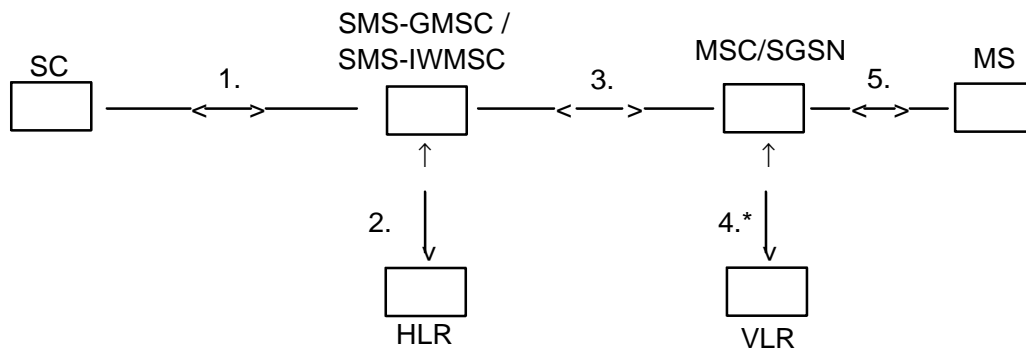 SMS-GMSC /
SMS-IWMSC
MSC/SGSN
MS
SC
1.
3.
5.
2.
4.*
HLR
VLR